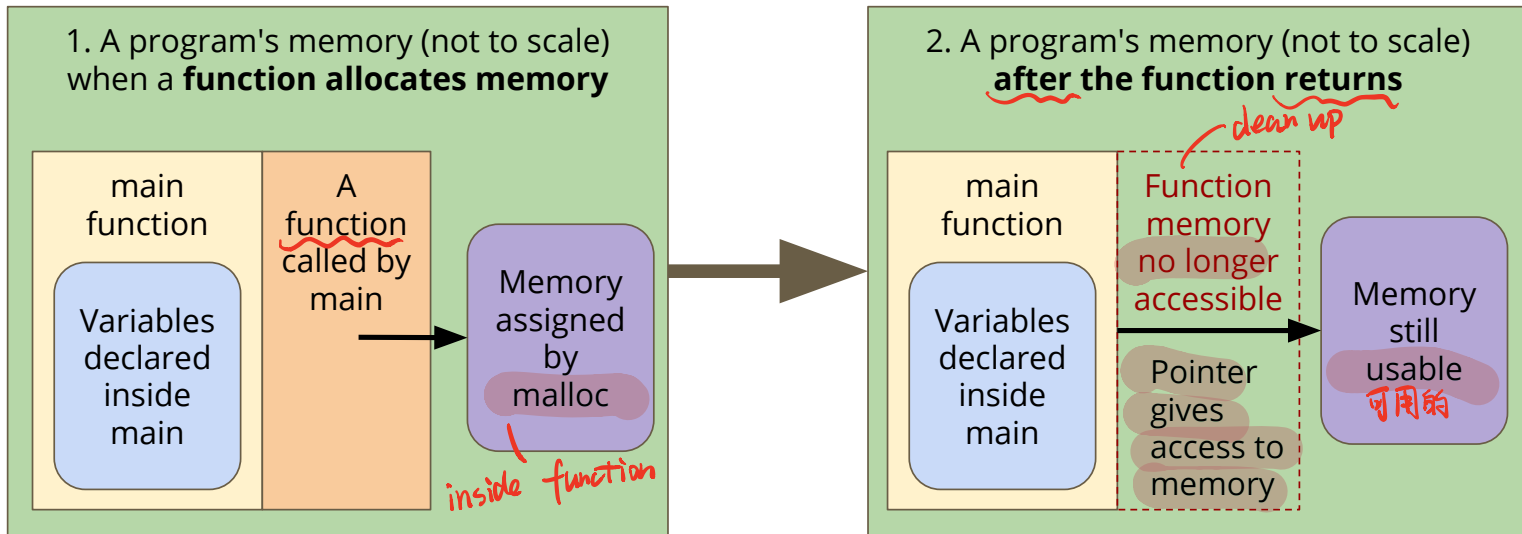 1. A program's memory (not to scale)
when a function allocates memory
main
function
Variables
declared
inside
main
A
function
called by
main
Memory
assigned
by
malloc
inside function
2. A program's memory (not to scale)
after the function returns
clean up
main
function
Variables
declared
inside
main
Function
memory
no longer
accessible
Pointer
gives
access to
memory
Memory
still
usable
可用的